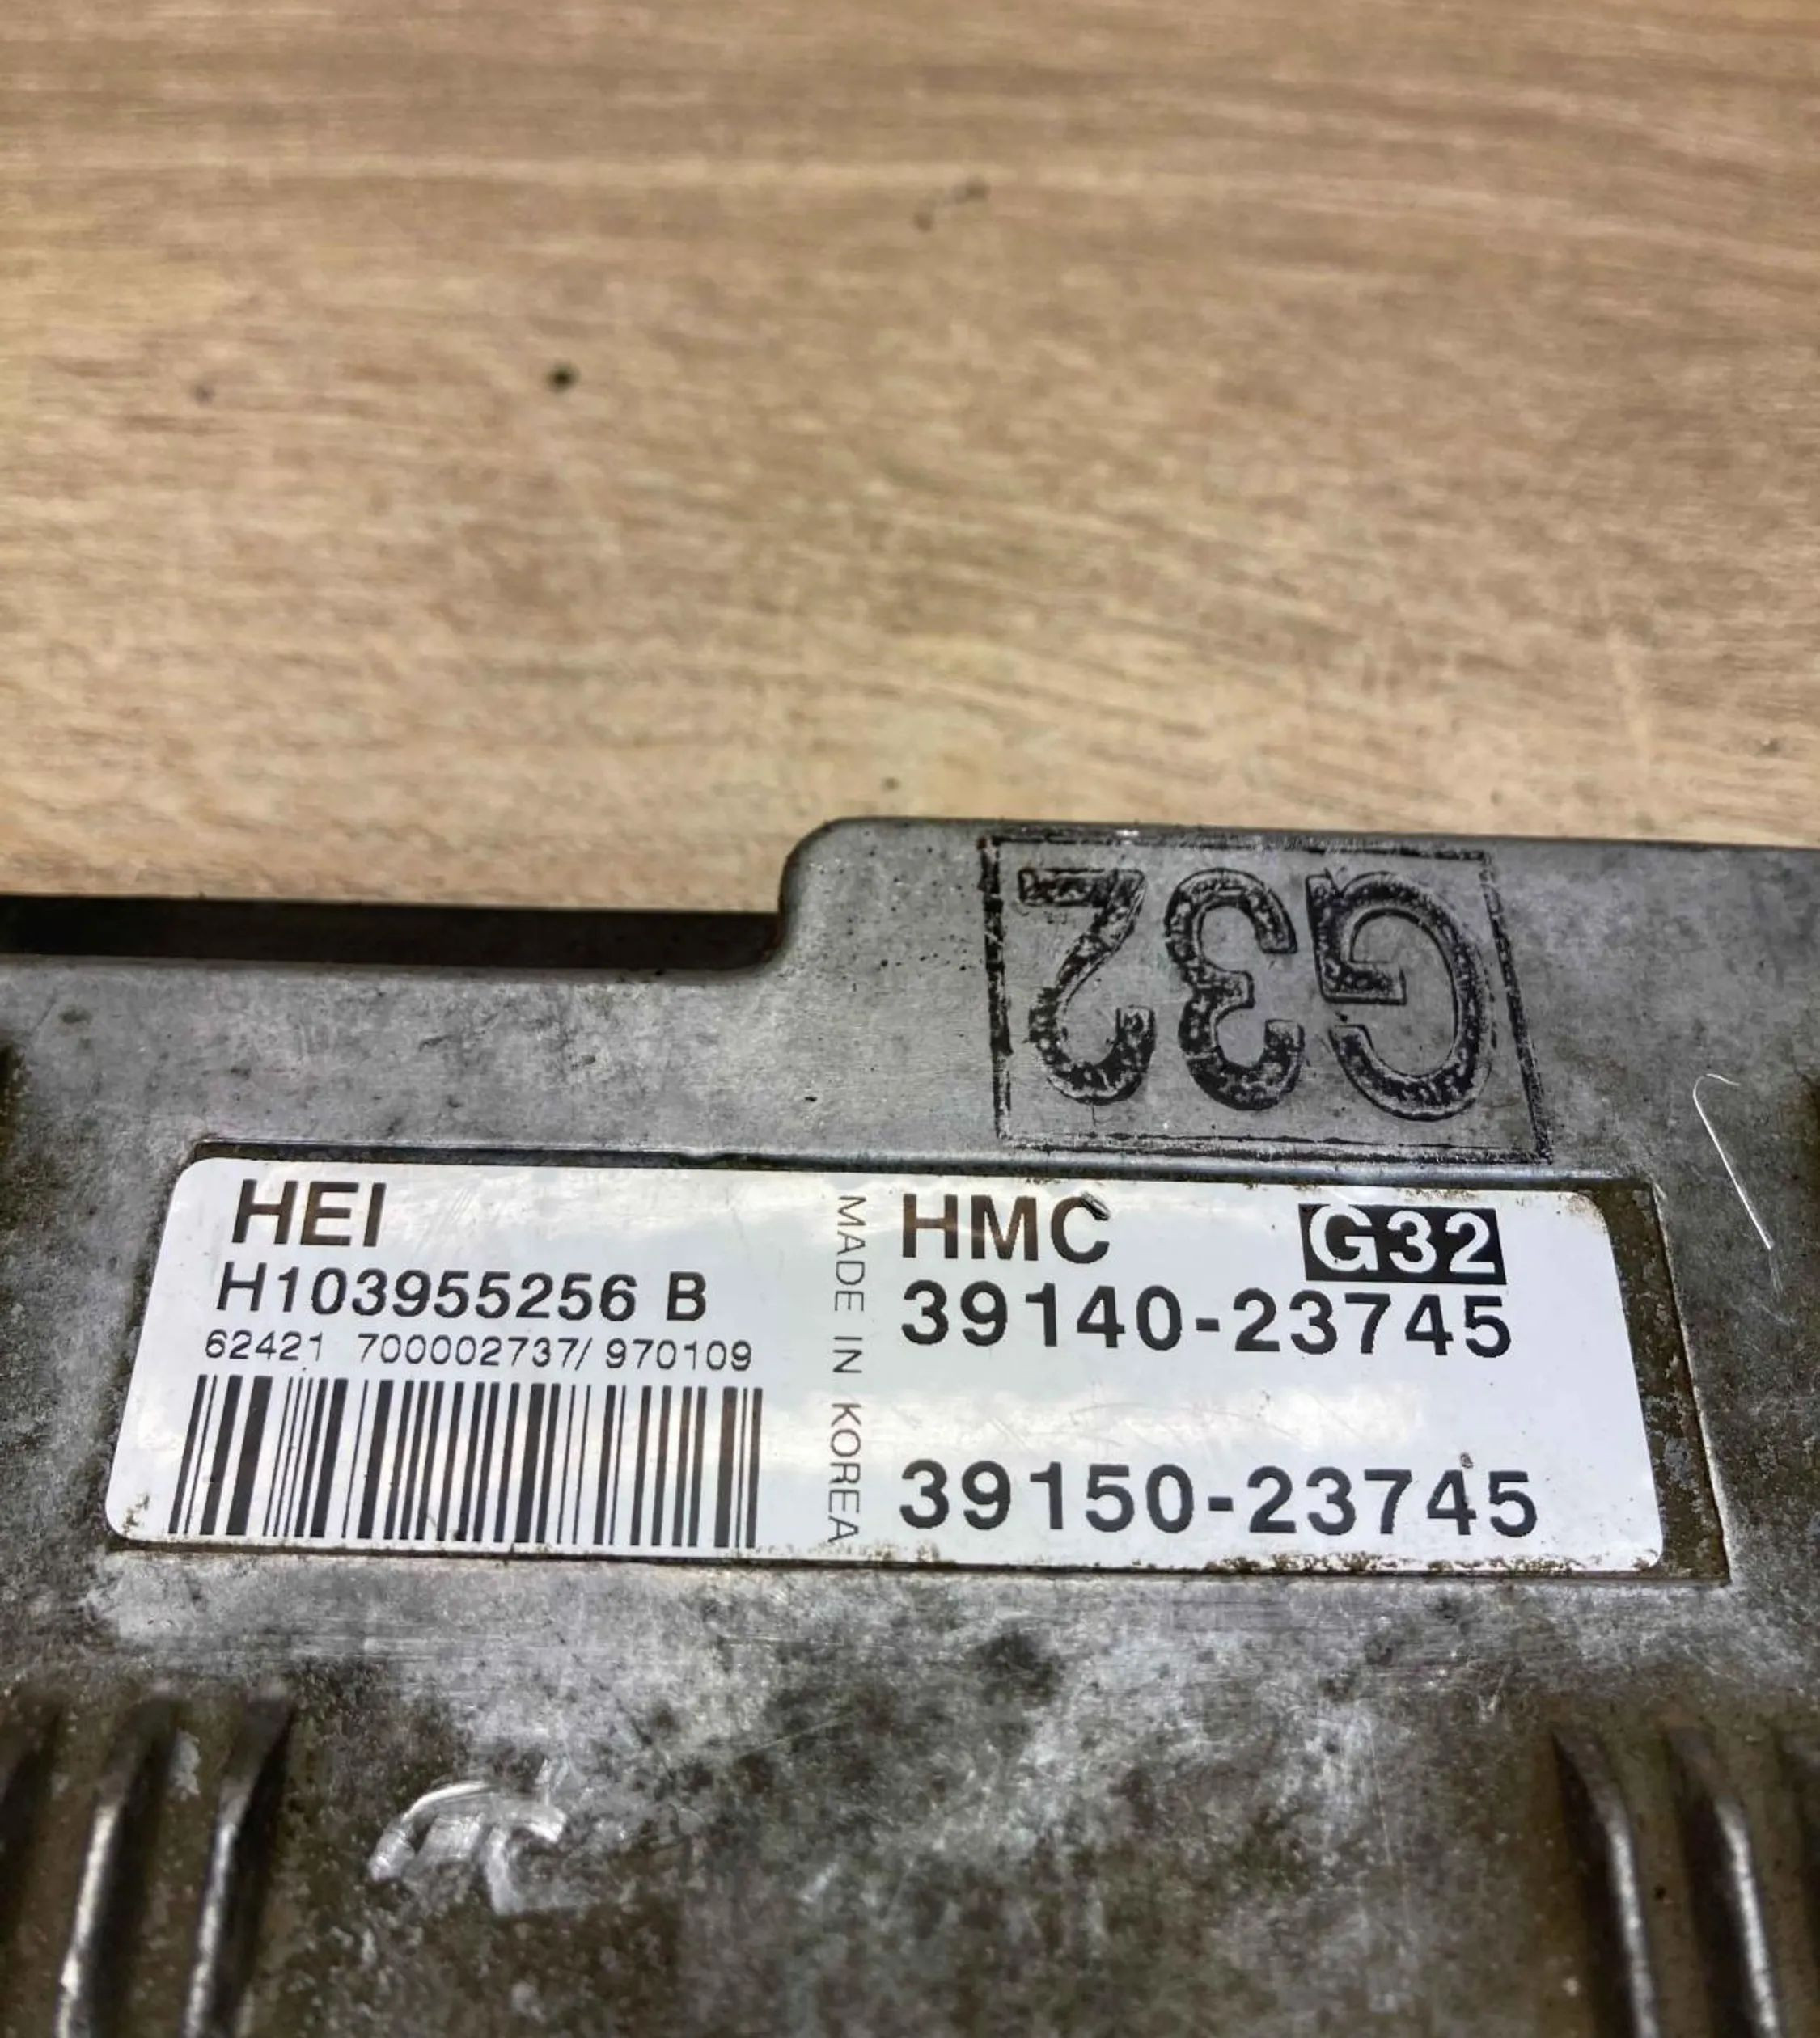 G32
HEI
H103955256 B
62421 700002737/970109
MADE IN KOREA
HMC G32
39140-23745
39150-23745